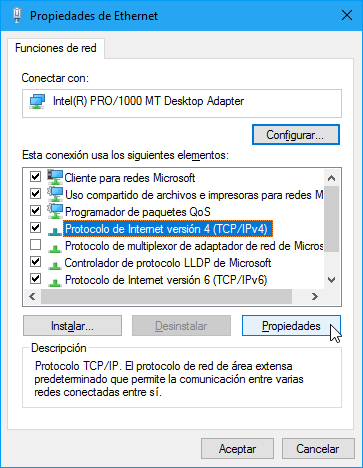 Propiedades de Ethernet
Funciones de red
Conectar con:
Intel(R) PRO/1000 MT Desktop Adapter
Configurar...
Esta conexión usa los siguientes elementos:
Cliente para redes Microsoft
Uso compartido de archivos e impresoras para redes M
Programador de paquetes QoS
Protocolo de Internet versión 4 (TCP/IPv4)
Protocolo de multiplexor de adaptador de red de Micros
Controlador de protocolo LLDP de Microsoft
Protocolo de Internet versión 6 (TCP/IPv6)
Instalar...
Desinstalar
Propiedades
Descripción
Protocolo TCP/IP. El protocolo de red de área extensa
predeterminado que permite la comunicación entre varias
redes conectadas entre sí.
Aceptar
Cancelar